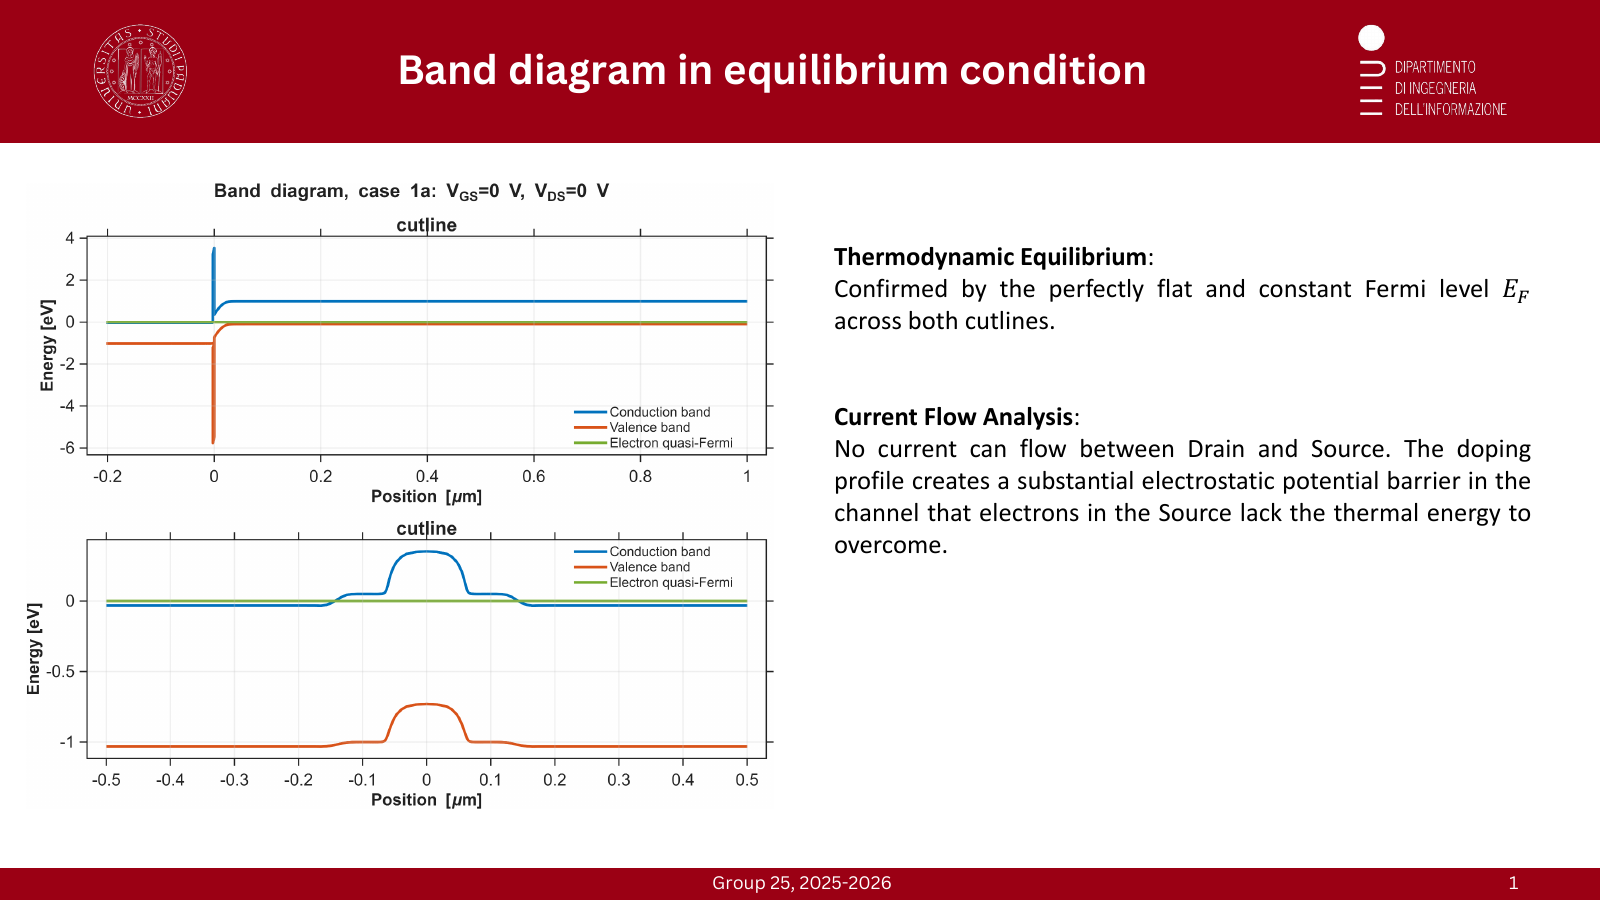 UNIVERSITAS STUDII PADUANI
MCCXXII
Band diagram in equilibrium condition
DIPARTIMENTO
DI INGEGNERIA
DELL'INFORMAZIONE
Band diagram, case 1a: V_GS=0 V, V_DS=0 V
cutline
4
2
0
-2
-4
-6
Energy [eV]
Conduction band
Valence band
Electron quasi-Fermi
-0.2 0 0.2 0.4 0.6 0.8 1
Position [μm]
cutline
0
-0.5
-1
Energy [eV]
Conduction band
Valence band
Electron quasi-Fermi
-0.5 -0.4 -0.3 -0.2 -0.1 0 0.1 0.2 0.3 0.4 0.5
Position [μm]
Thermodynamic Equilibrium:
Confirmed by the perfectly flat and constant Fermi level E_F
across both cutlines.
Current Flow Analysis:
No current can flow between Drain and Source. The doping
profile creates a substantial electrostatic potential barrier in the
channel that electrons in the Source lack the thermal energy to
overcome.
Group 25, 2025-2026
1